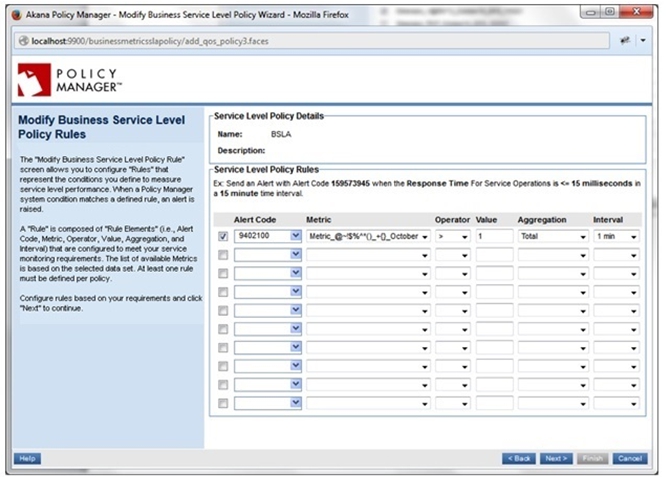 Akana Policy Manager - Modify Business Service Level Policy Wizard - Mozilla Firefox
localhost:9900/businessmetricsslapolicy/add_qos_policy3.faces
POLICY
MANAGER™
Modify Business Service Level
Policy Rules
The "Modify Business Service Level Policy Rule"
screen allows you to configure "Rules" that
represent the conditions you define to measure
service level performance. When a Policy Manager
system condition matches a defined rule, an alert is
raised.
A "Rule" is composed of "Rule Elements" (i.e., Alert
Code, Metric, Operator, Value, Aggregation, and
Interval) that are configured to meet your service
monitoring requirements. The list of available Metrics
is based on the selected data set. At least one rule
must be defined per policy.
Configure rules based on your requirements and click
"Next" to continue.
Service Level Policy Details
Name: BSLA
Description:
Service Level Policy Rules
Ex: Send an Alert with Alert Code 159573945 when the Response Time For Service Operations is <= 15 milliseconds in
a 15 minute time interval.
Alert Code Metric Operator Value Aggregation Interval
9402100 Metric_@~!$%^^()_+{}_October > 1 Total 1 min
Help < Back Next > Finish Cancel